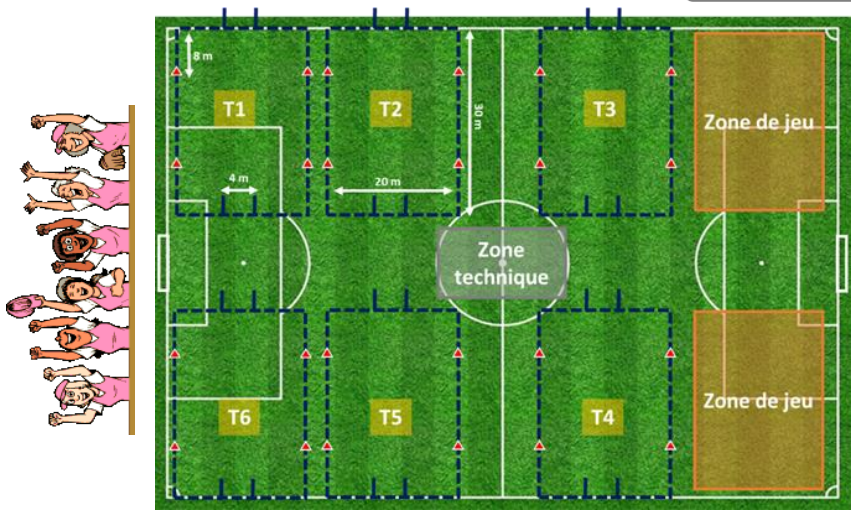 8 m
T1
T2
T3
Zone de jeu
30 m
4 m
20 m
Zone
technique
T6
T5
T4
Zone de jeu